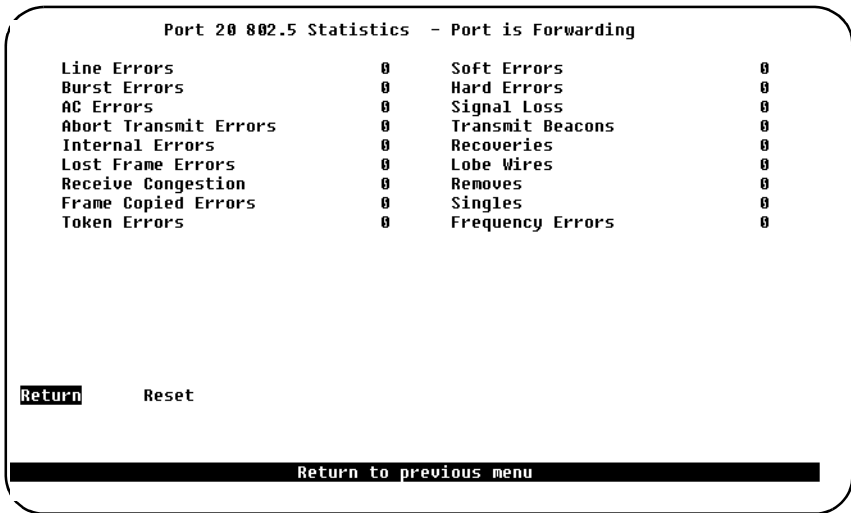 Port 20 802.5 Statistics - Port is Forwarding
Line Errors 0 Soft Errors 0
Burst Errors 0 Hard Errors 0
AC Errors 0 Signal Loss 0
Abort Transmit Errors 0 Transmit Beacons 0
Internal Errors 0 Recoveries 0
Lost Frame Errors 0 Lobe Wires 0
Receive Congestion 0 Removes 0
Frame Copied Errors 0 Singles 0
Token Errors 0 Frequency Errors 0
Return Reset
Return to previous menu